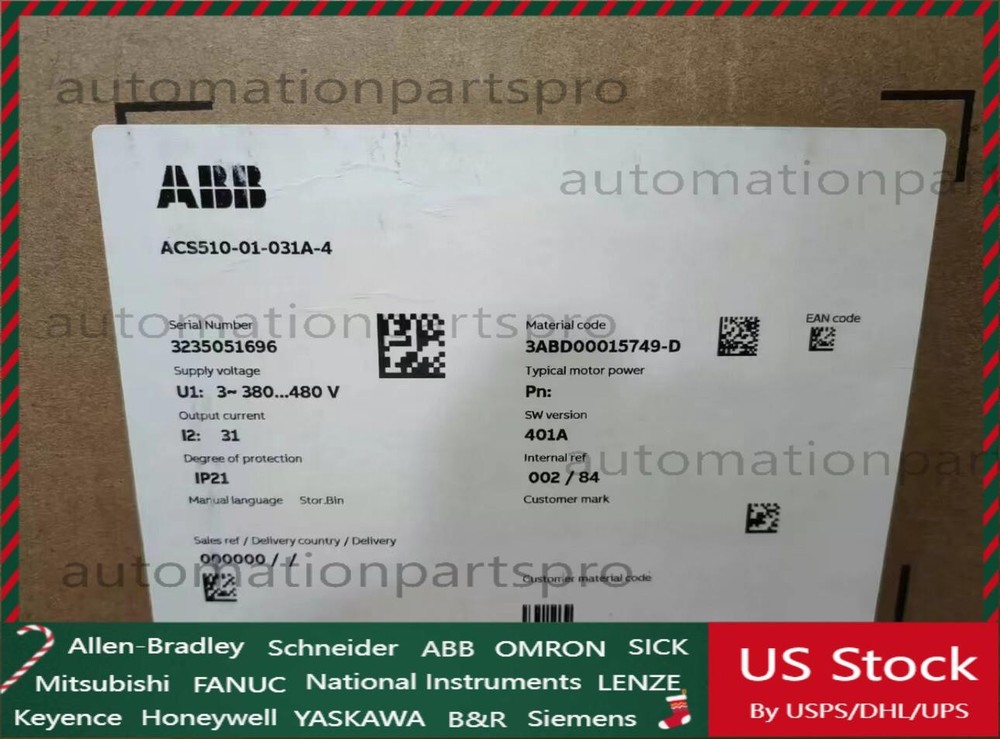 automationpartspro
ABB
automationpa
ACS510-01-031A-4
automationpartspro
Serial Number
3235051696
Supply voltage
U1: 3~ 380...480 V
Output current
I2: 31
Degree of protection
IP21
Manual language Stor.Bin
Sales ref / Delivery country / Delivery
000000 / /
Material code
3ABD00015749-D
Typical motor power
Pn:
SW version
401A
Internal ref
002 / 84
Customer mark
Customer material code
EAN code
automationpar
automationpartspro
Allen-Bradley Schneider ABB OMRON SICK
Mitsubishi FANUC National Instruments LENZE
Keyence Honeywell YASKAWA B&R Siemens
US Stock
By USPS/DHL/UPS